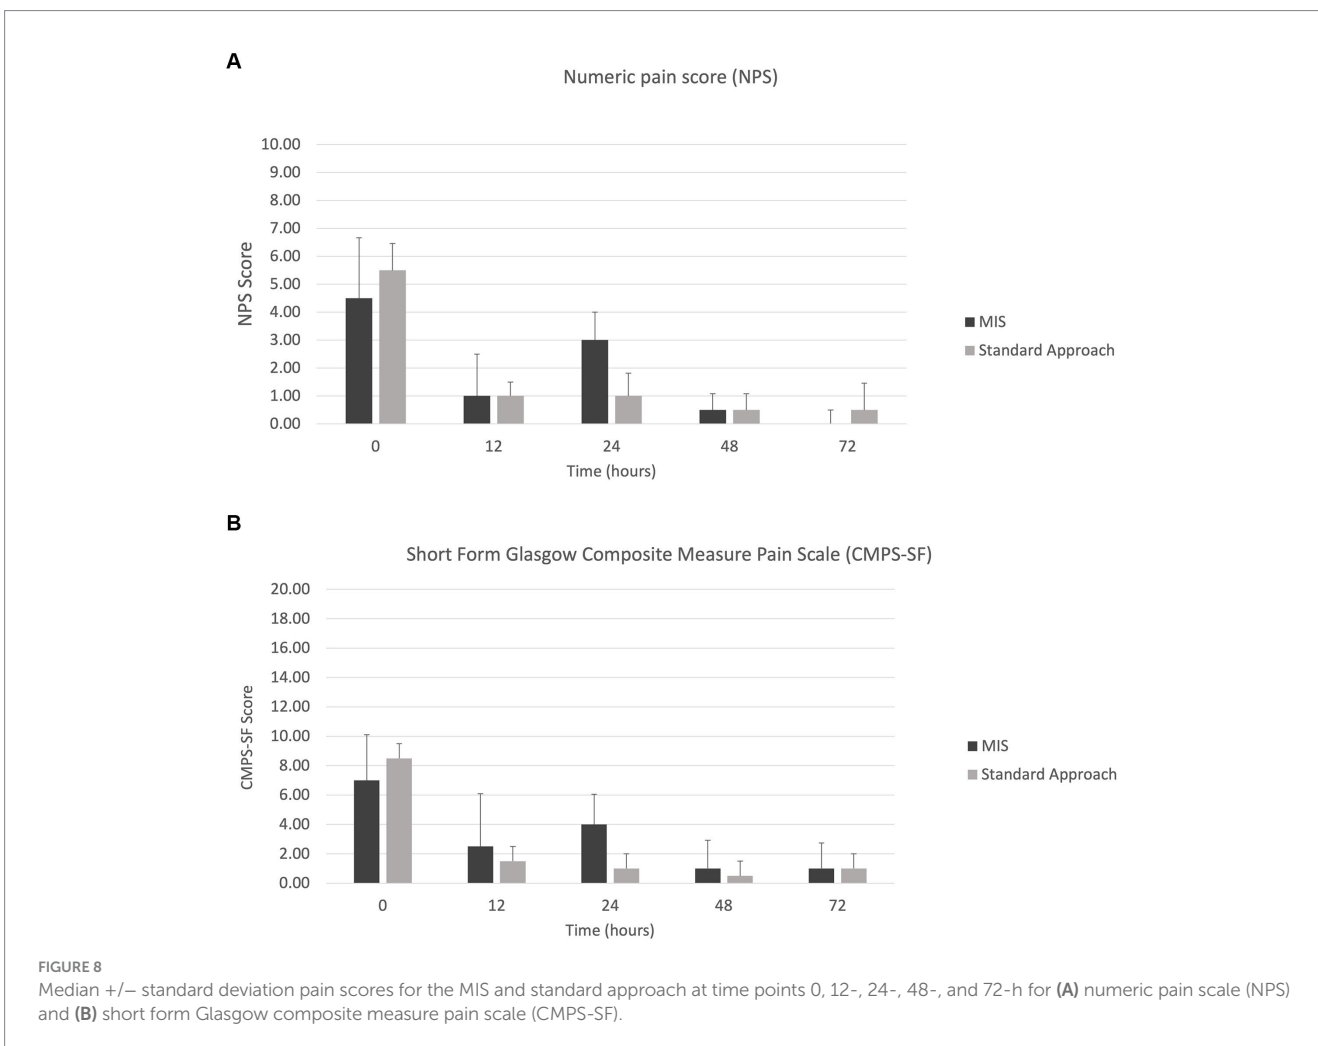 A
Numeric pain score (NPS)
10.00
9.00
8.00
7.00
6.00
5.00
4.00
3.00
2.00
1.00
0.00
NPS Score
0 12 24 48 72
Time (hours)
MIS
Standard Approach
B
Short Form Glasgow Composite Measure Pain Scale (CMPS-SF)
20.00
18.00
16.00
14.00
12.00
10.00
8.00
6.00
4.00
2.00
0.00
CMPS-SF Score
0 12 24 48 72
Time (hours)
MIS
Standard Approach
FIGURE 8
Median +/− standard deviation pain scores for the MIS and standard approach at time points 0, 12-, 24-, 48-, and 72-h for (A) numeric pain scale (NPS)
and (B) short form Glasgow composite measure pain scale (CMPS-SF).